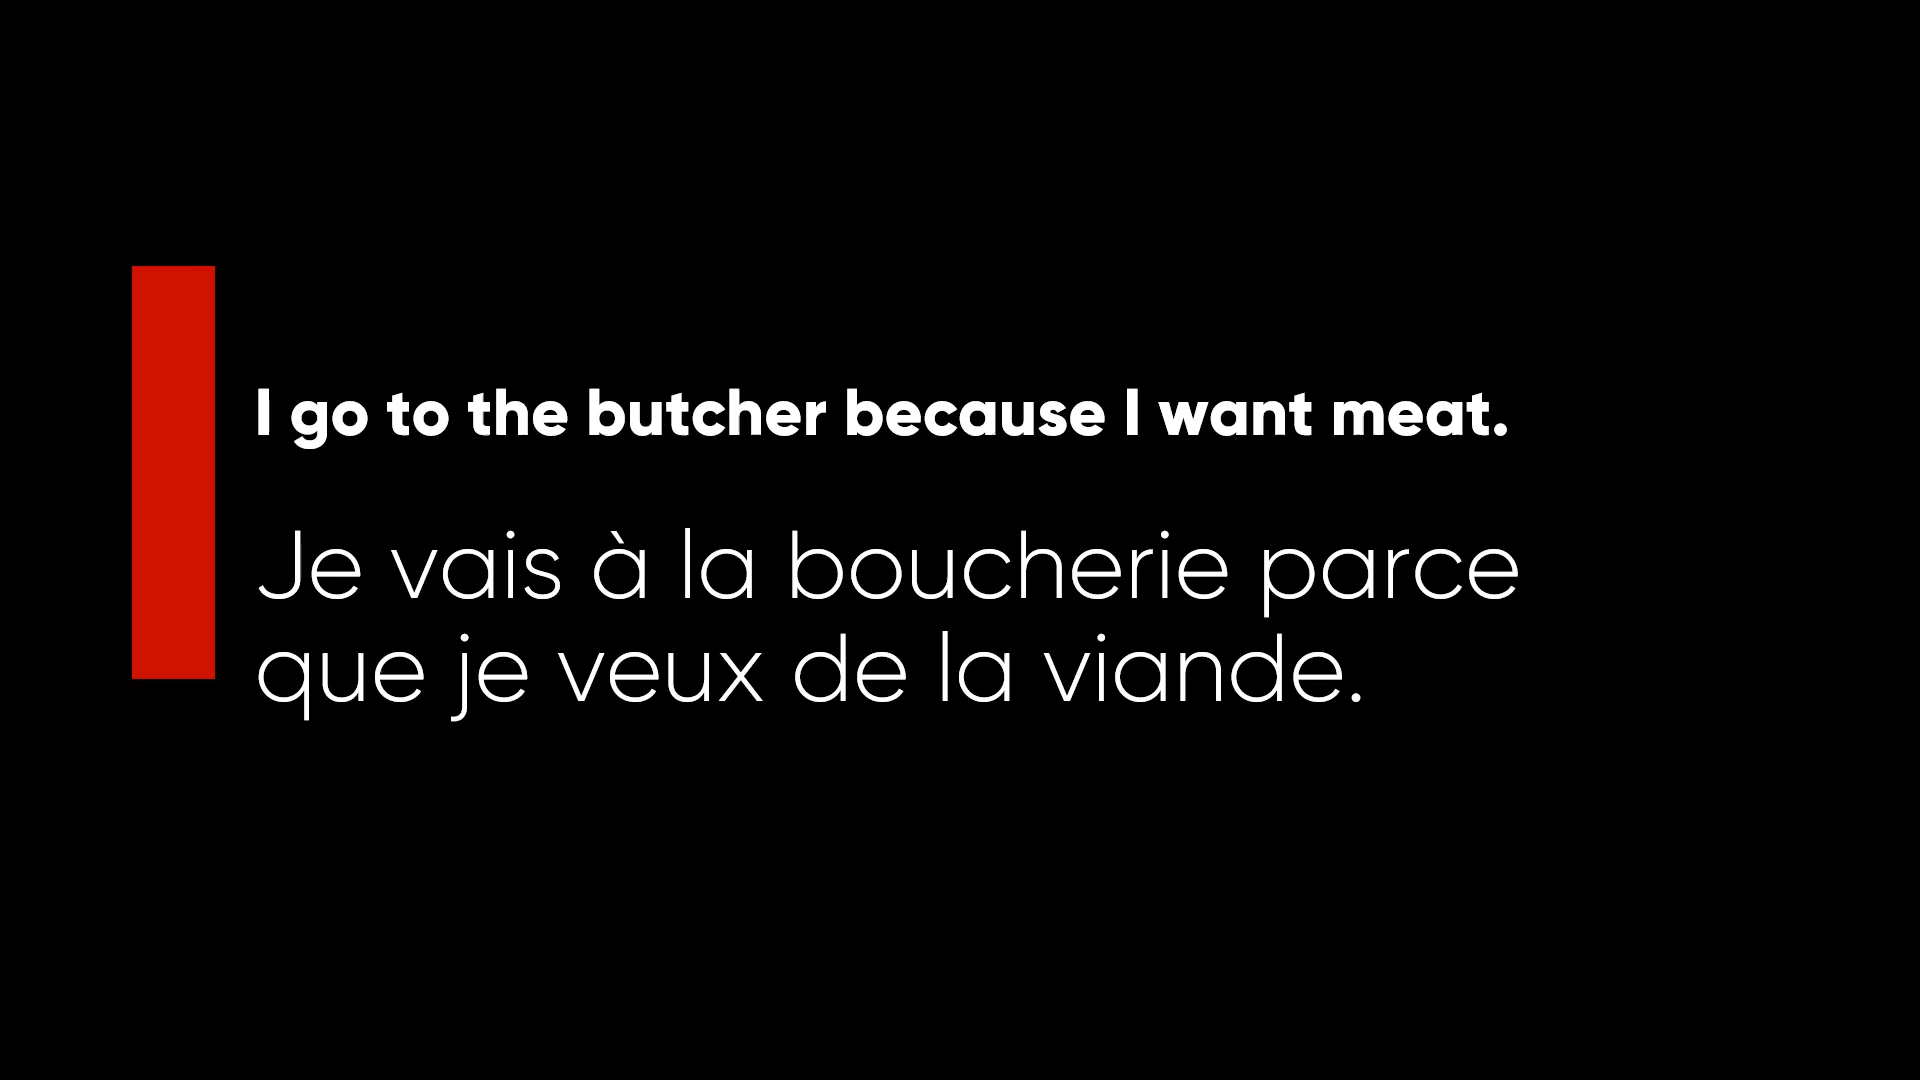 I go to the butcher because I want meat.
Je vais à la boucherie parce
que je veux de la viande.